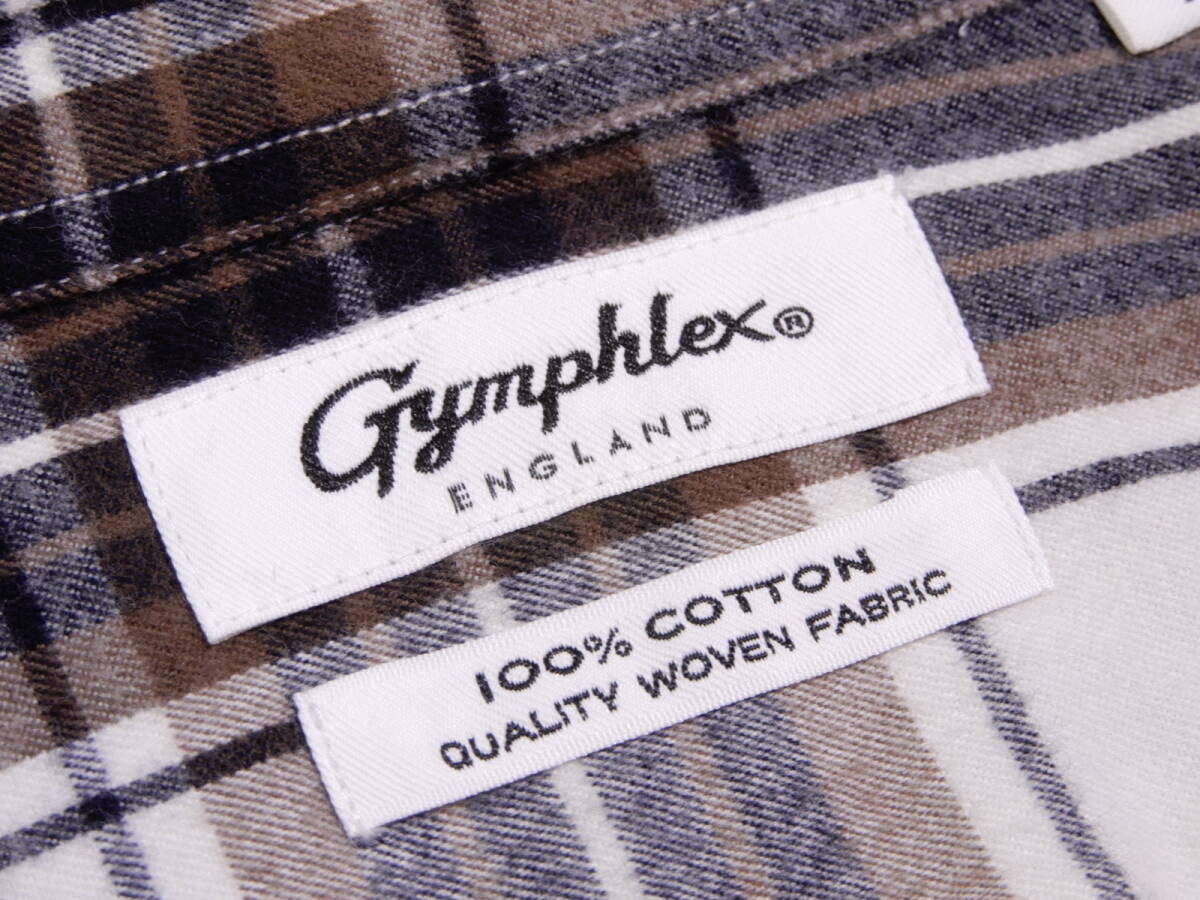 Gymphlex®
ENGLAND
100% COTTON
QUALITY WOVEN FABRIC